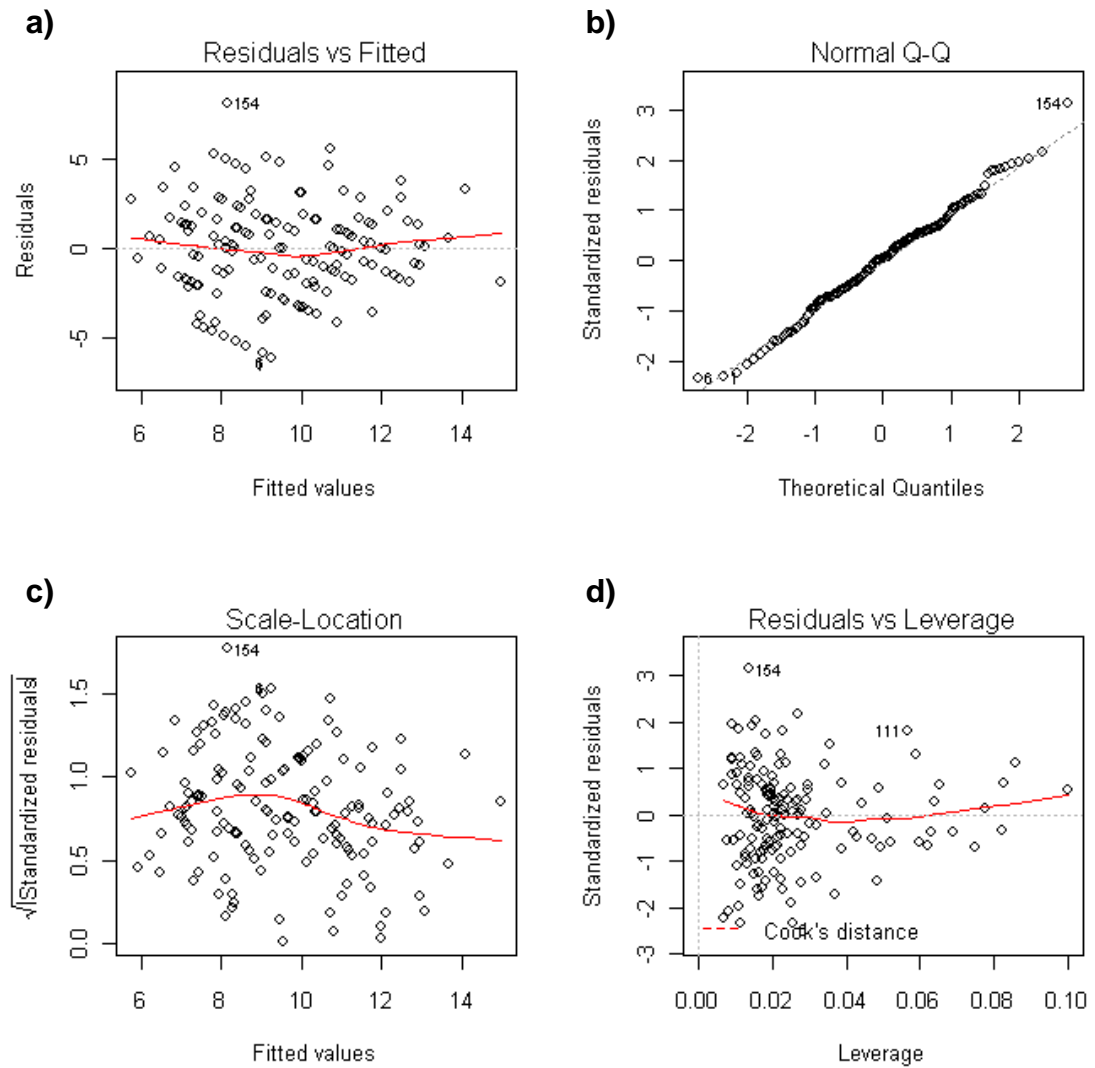 a)
Residuals vs Fitted
154
6
Residuals
5
0
-5
6 8 10 12 14
Fitted values
b)
Normal Q-Q
154
6
Standardized residuals
3
2
1
0
-1
-2
-2 -1 0 1 2
Theoretical Quantiles
c)
Scale-Location
154
6
√|Standardized residuals|
1.5
1.0
0.5
0.0
6 8 10 12 14
Fitted values
d)
Residuals vs Leverage
154
111
Cook's distance
Standardized residuals
3
2
1
0
-1
-2
-3
0.00 0.02 0.04 0.06 0.08 0.10
Leverage